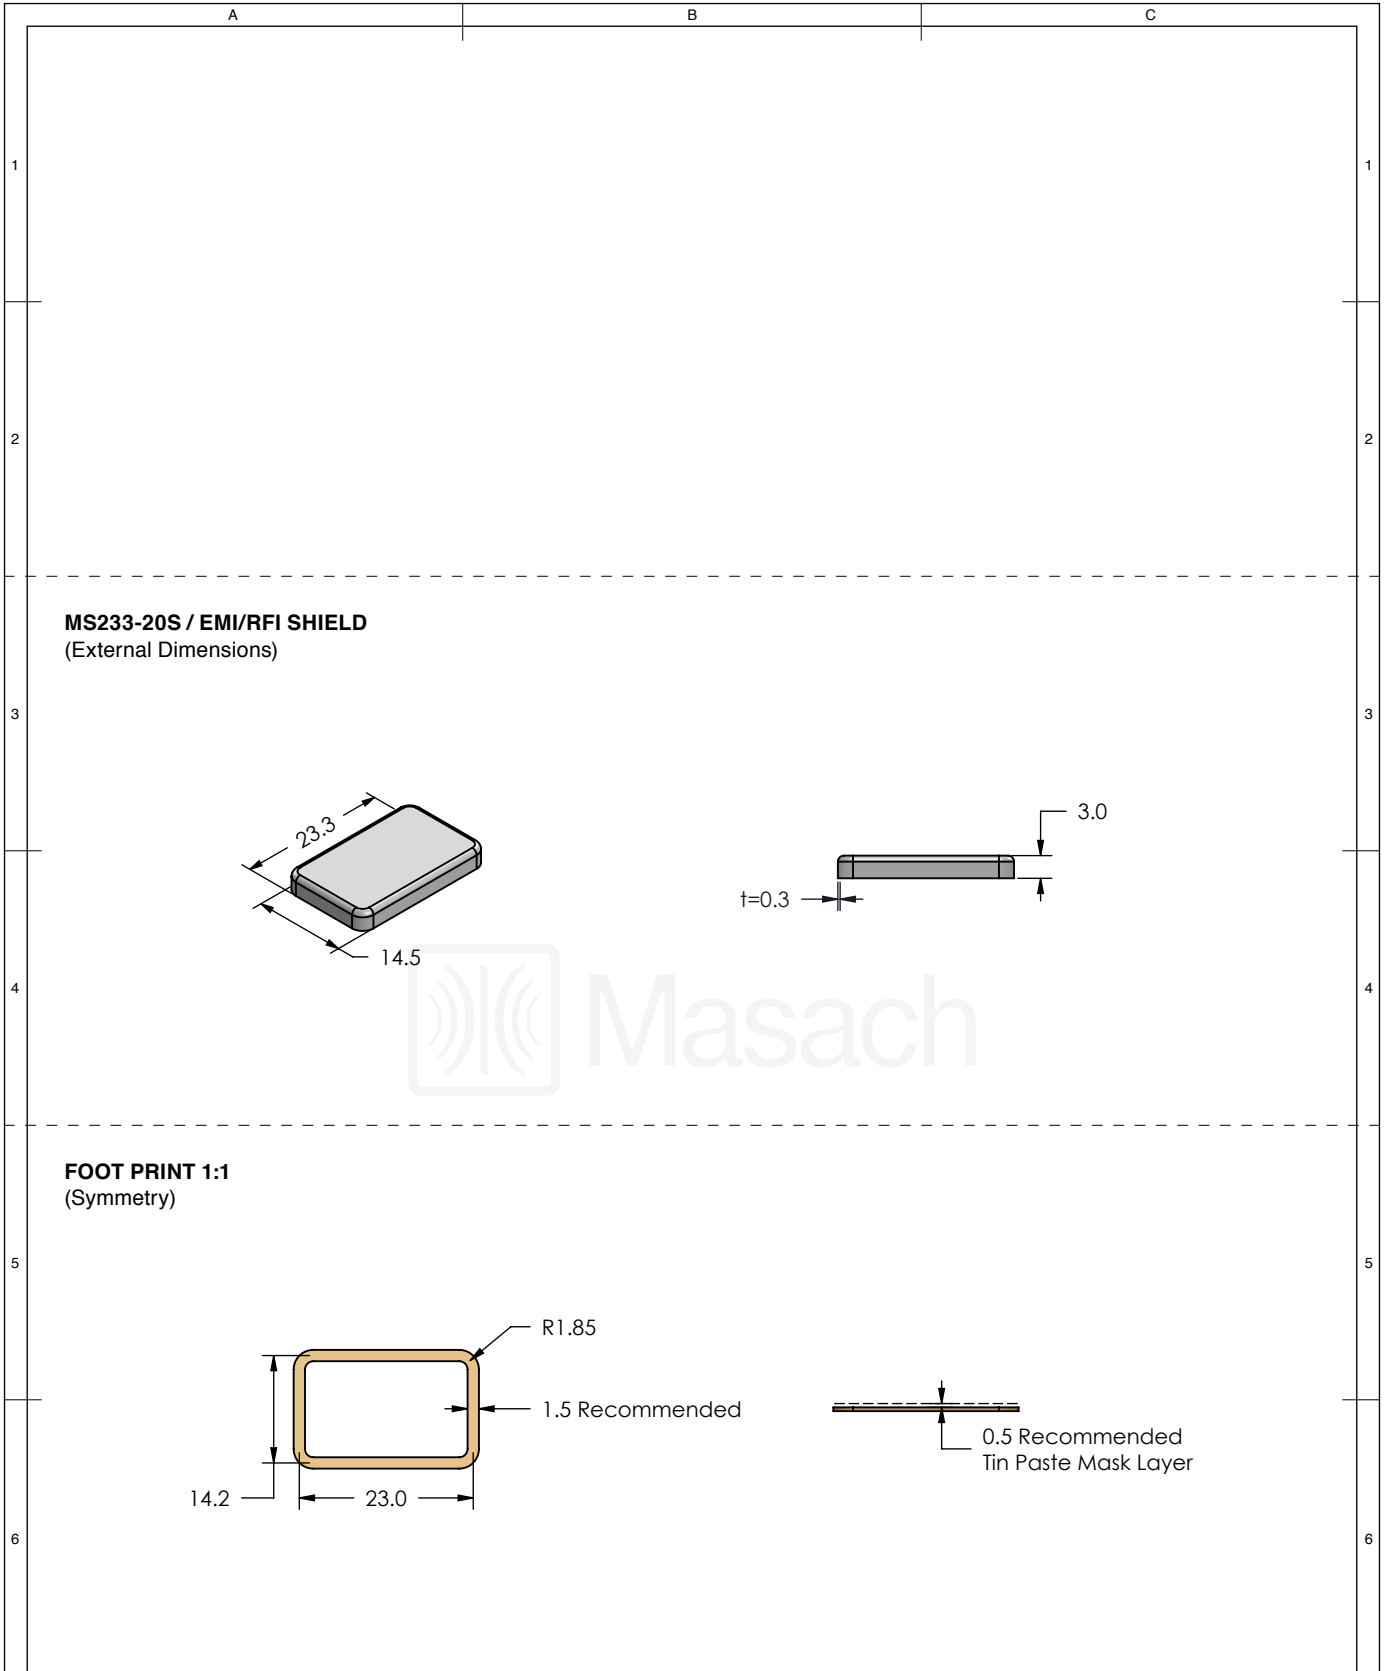 A B C
1 1
2 2
MS233-20S / EMI/RFI SHIELD
(External Dimensions)
3 3
23.3
14.5
3.0
t=0.3
4 4
Masach
FOOT PRINT 1:1
(Symmetry)
5 5
R1.85
1.5 Recommended
14.2
23.0
0.5 Recommended
Tin Paste Mask Layer
6 6